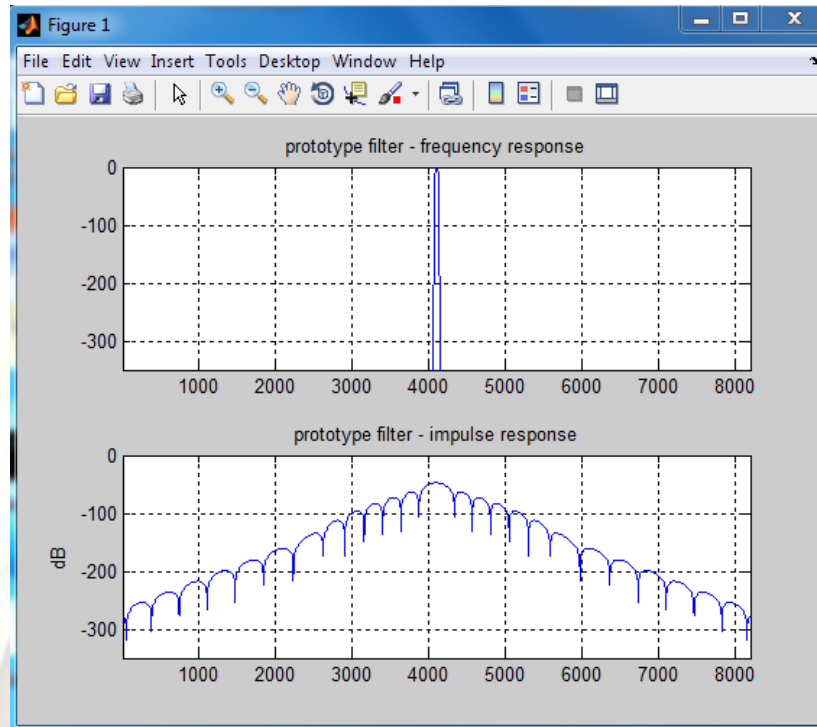 Figure 1
File Edit View Insert Tools Desktop Window Help
prototype filter - frequency response
0
-100
-200
-300
1000 2000 3000 4000 5000 6000 7000 8000
prototype filter - impulse response
0
-100
-200
-300
dB
1000 2000 3000 4000 5000 6000 7000 8000